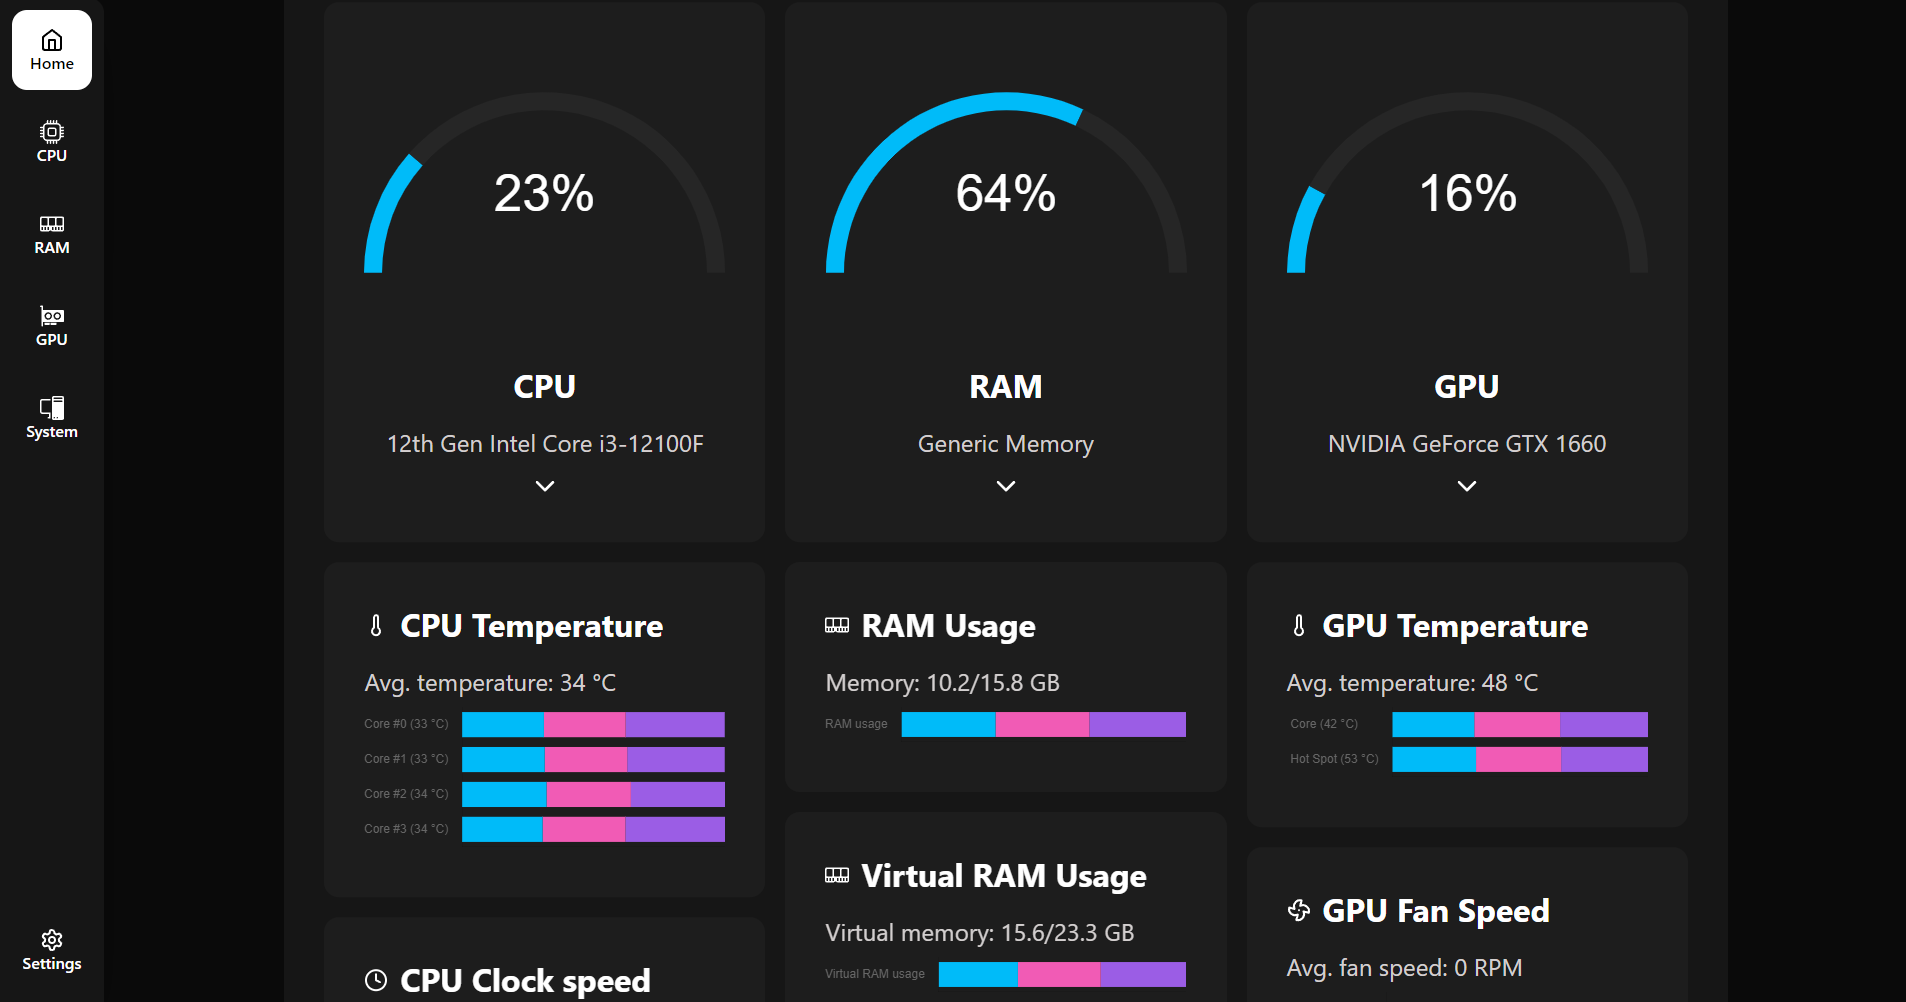 Home
CPU
RAM
GPU
System
Settings
23%
CPU
12th Gen Intel Core i3-12100F
64%
RAM
Generic Memory
16%
GPU
NVIDIA GeForce GTX 1660
CPU Temperature
Avg. temperature: 34 °C
Core #0 (33 °C)
Core #1 (33 °C)
Core #2 (34 °C)
Core #3 (34 °C)
CPU Clock speed
RAM Usage
Memory: 10.2/15.8 GB
RAM usage
Virtual RAM Usage
Virtual memory: 15.6/23.3 GB
Virtual RAM usage
GPU Temperature
Avg. temperature: 48 °C
Core (42 °C)
Hot Spot (53 °C)
GPU Fan Speed
Avg. fan speed: 0 RPM